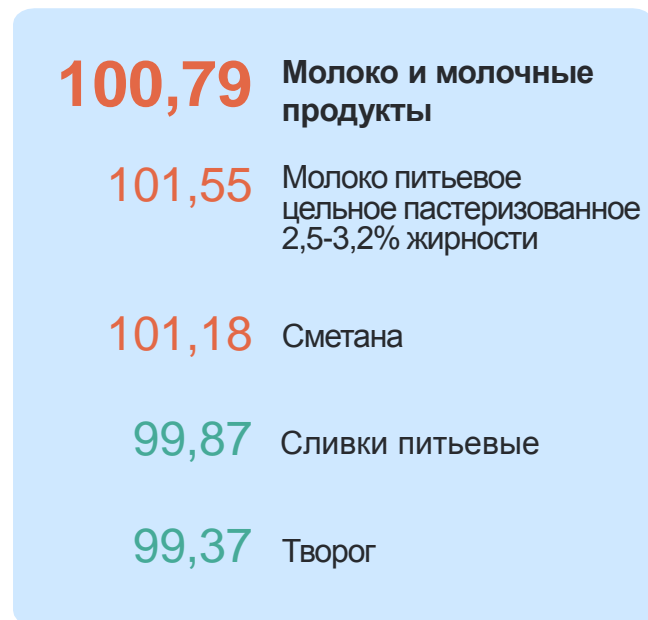 100,79 Молоко и молочные
продукты
101,55 Молоко питьевое
цельное пастеризованное
2,5-3,2% жирности
101,18 Сметана
99,87 Сливки питьевые
99,37 Творог